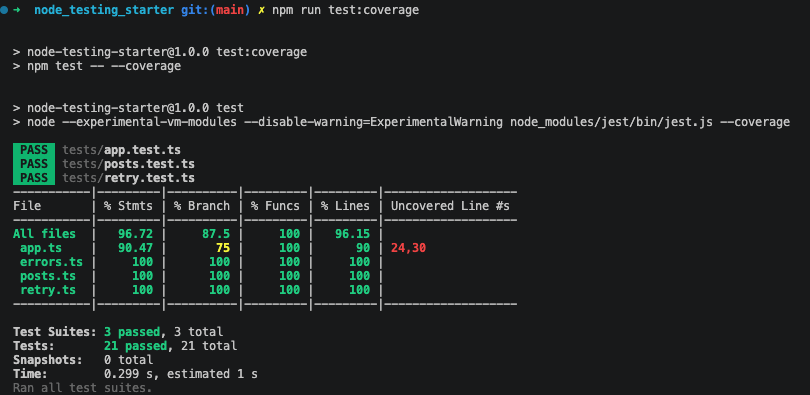 ➜  node_testing_starter git:(main) ✗ npm run test:coverage
> node-testing-starter@1.0.0 test:coverage
> npm test -- --coverage
> node-testing-starter@1.0.0 test
> node --experimental-vm-modules --disable-warning=ExperimentalWarning node_modules/jest/bin/jest.js --coverage
PASS  tests/app.test.ts
PASS  tests/posts.test.ts
PASS  tests/retry.test.ts
-----------|---------|----------|---------|---------|-------------------
File       | % Stmts | % Branch | % Funcs | % Lines | Uncovered Line #s
-----------|---------|----------|---------|---------|-------------------
All files  |   96.72 |     87.5 |     100 |   96.15 |
 app.ts    |   90.47 |       75 |     100 |      90 | 24,30
 errors.ts |     100 |      100 |     100 |     100 |
 posts.ts  |     100 |      100 |     100 |     100 |
 retry.ts  |     100 |      100 |     100 |     100 |
-----------|---------|----------|---------|---------|-------------------
Test Suites: 3 passed, 3 total
Tests:       21 passed, 21 total
Snapshots:   0 total
Time:        0.299 s, estimated 1 s
Ran all test suites.